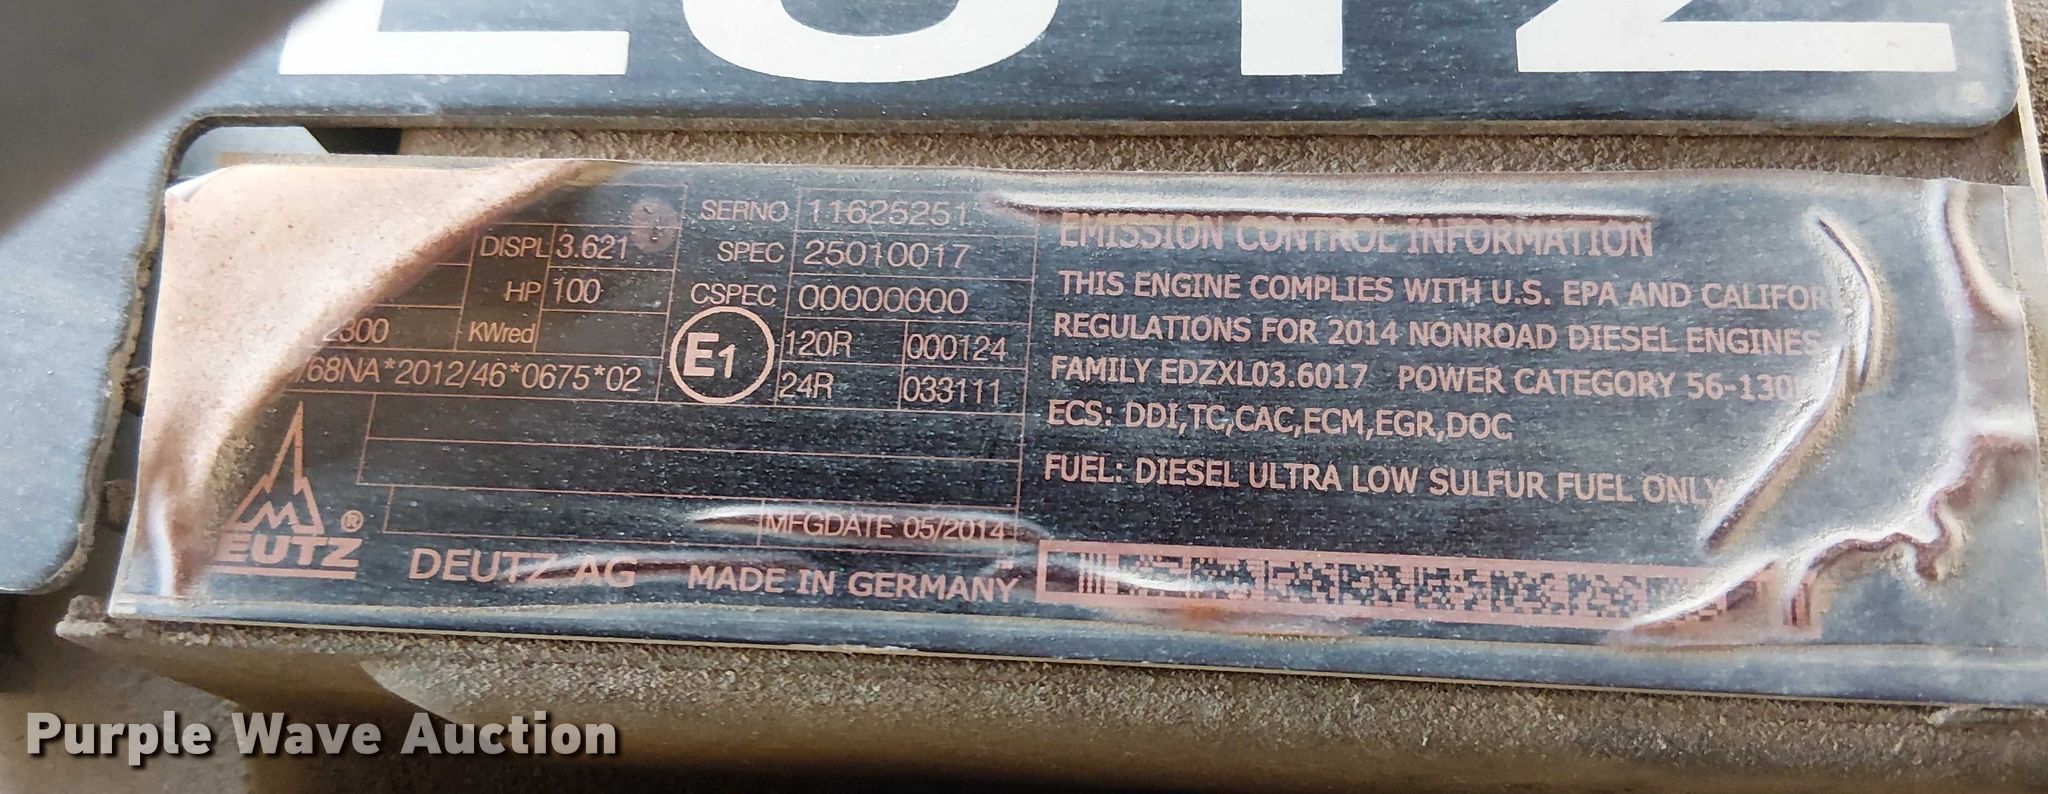 EUTZ
SERNO 11625251
DISPL 3.621 SPEC 25010017
HP 100 CSPEC 00000000
2300 KWred E1 120R 000124
68NA*2012/46*0675*02 24R 033111
MFGDATE 05/2014
EUTZ ® DEUTZ AG MADE IN GERMANY
EMISSION CONTROL INFORMATION
THIS ENGINE COMPLIES WITH U.S. EPA AND CALIFOR
REGULATIONS FOR 2014 NONROAD DIESEL ENGINES
FAMILY EDZXL03.6017 POWER CATEGORY 56-130
ECS: DDI,TC,CAC,ECM,EGR,DOC
FUEL: DIESEL ULTRA LOW SULFUR FUEL ONLY
Purple Wave Auction